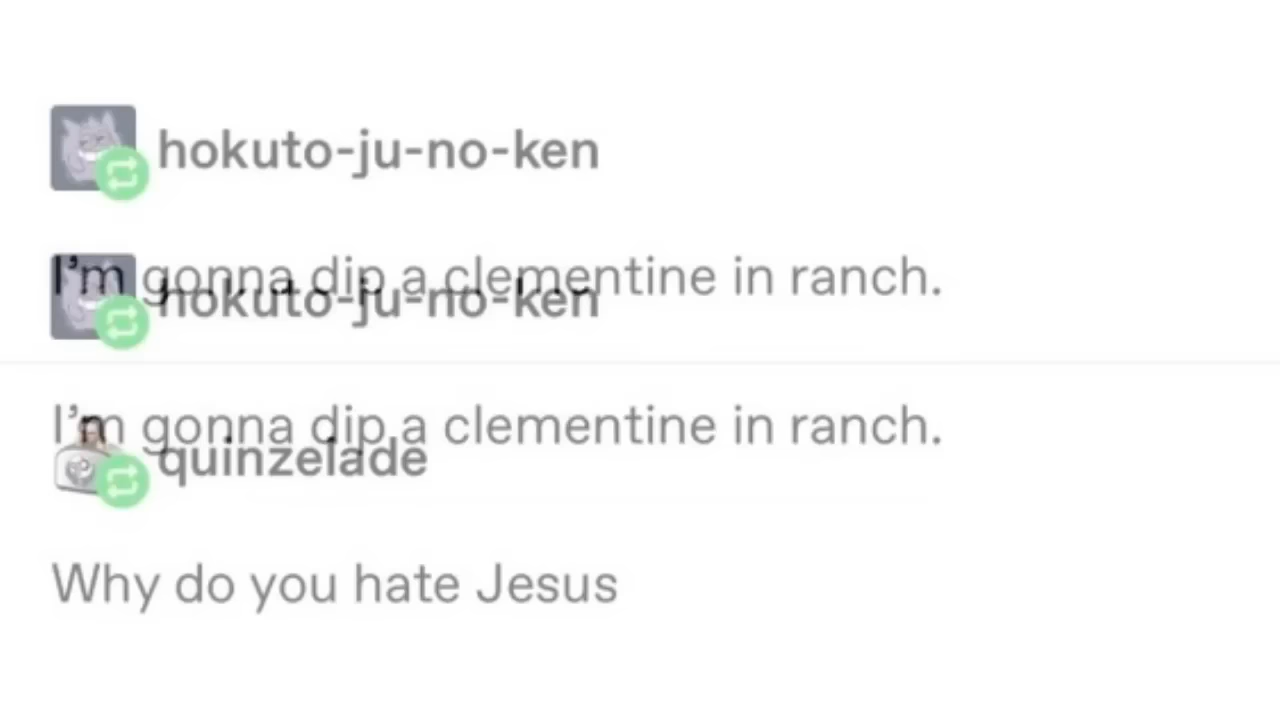 hokuto-ju-no-ken
I'm gonna dip a clementine in ranch.
hokuto-ju-no-ken
I'm gonna dip a clementine in ranch.
quinzelade
Why do you hate Jesus